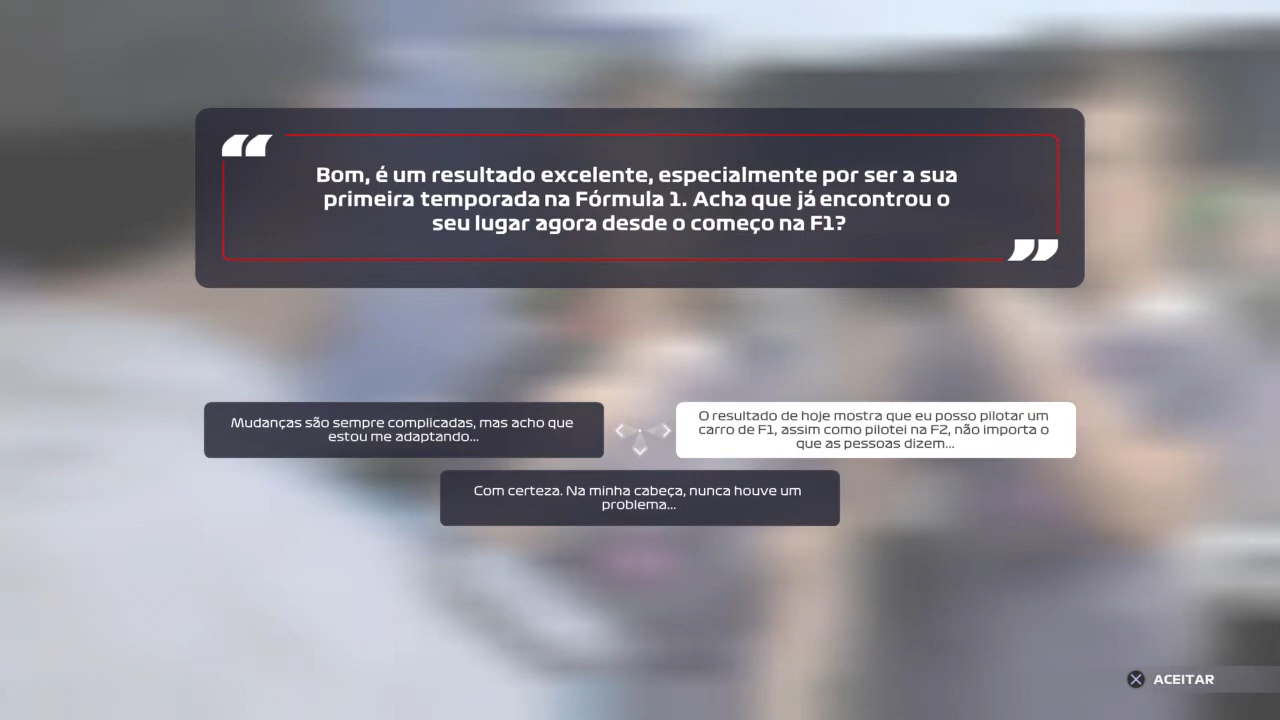 Bom, é um resultado excelente, especialmente por ser a sua
primeira temporada na Fórmula 1. Acha que já encontrou o
seu lugar agora desde o começo na F1?
Mudanças são sempre complicadas, mas acho que
estou me adaptando...
O resultado de hoje mostra que eu posso pilotar um
carro de F1, assim como pilotei na F2, não importa o
que as pessoas dizem...
Com certeza. Na minha cabeça, nunca houve um
problema...
ACEITAR